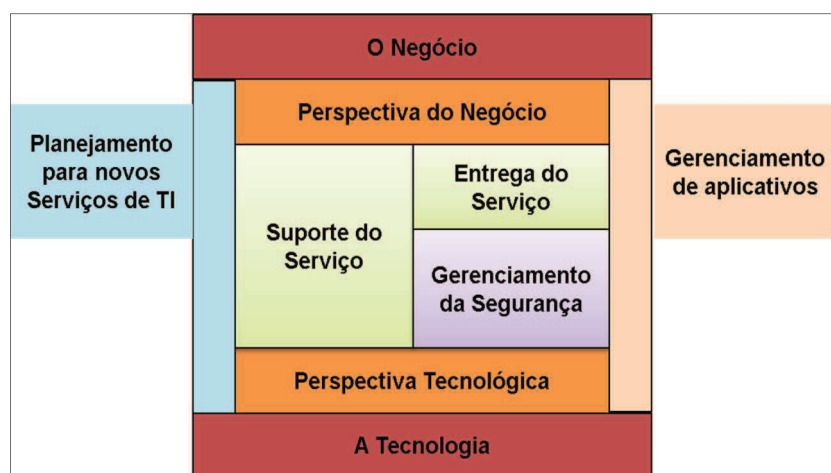 O Negócio
Perspectiva do Negócio
Planejamento
para novos
Serviços de TI
Suporte do
Serviço
Entrega do
Serviço
Gerenciamento
da Segurança
Gerenciamento
de aplicativos
Perspectiva Tecnológica
A Tecnologia